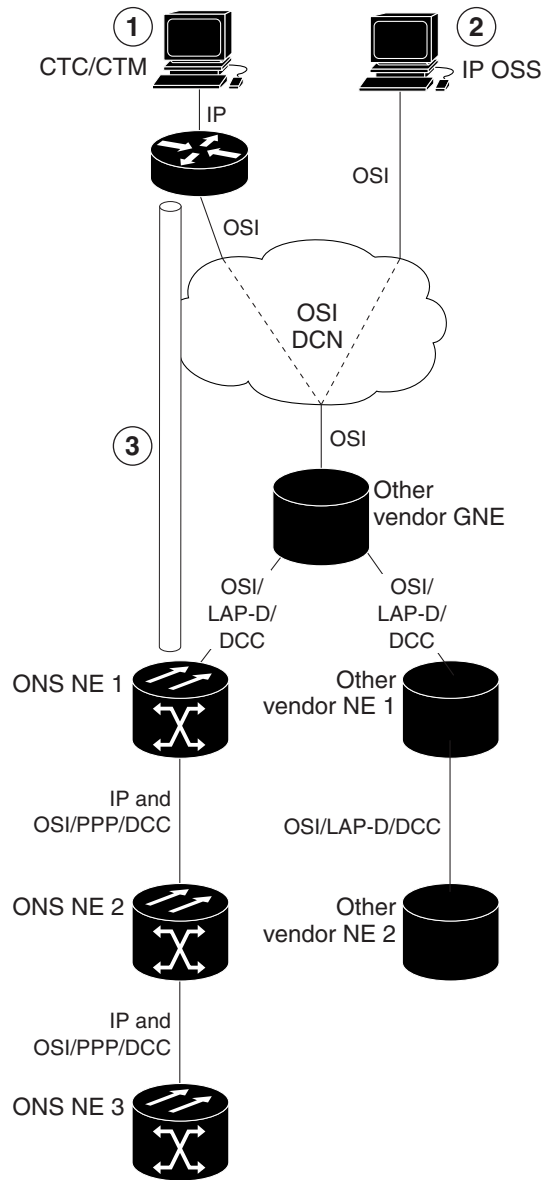 1
2
CTC/CTM
IP OSS
IP
OSI
OSI
OSI
DCN
3
OSI
Other
vendor GNE
OSI/
LAP-D/
DCC
OSI/
LAP-D/
DCC
ONS NE 1
Other
vendor NE 1
IP and
OSI/PPP/DCC
OSI/LAP-D/DCC
ONS NE 2
Other
vendor NE 2
IP and
OSI/PPP/DCC
ONS NE 3